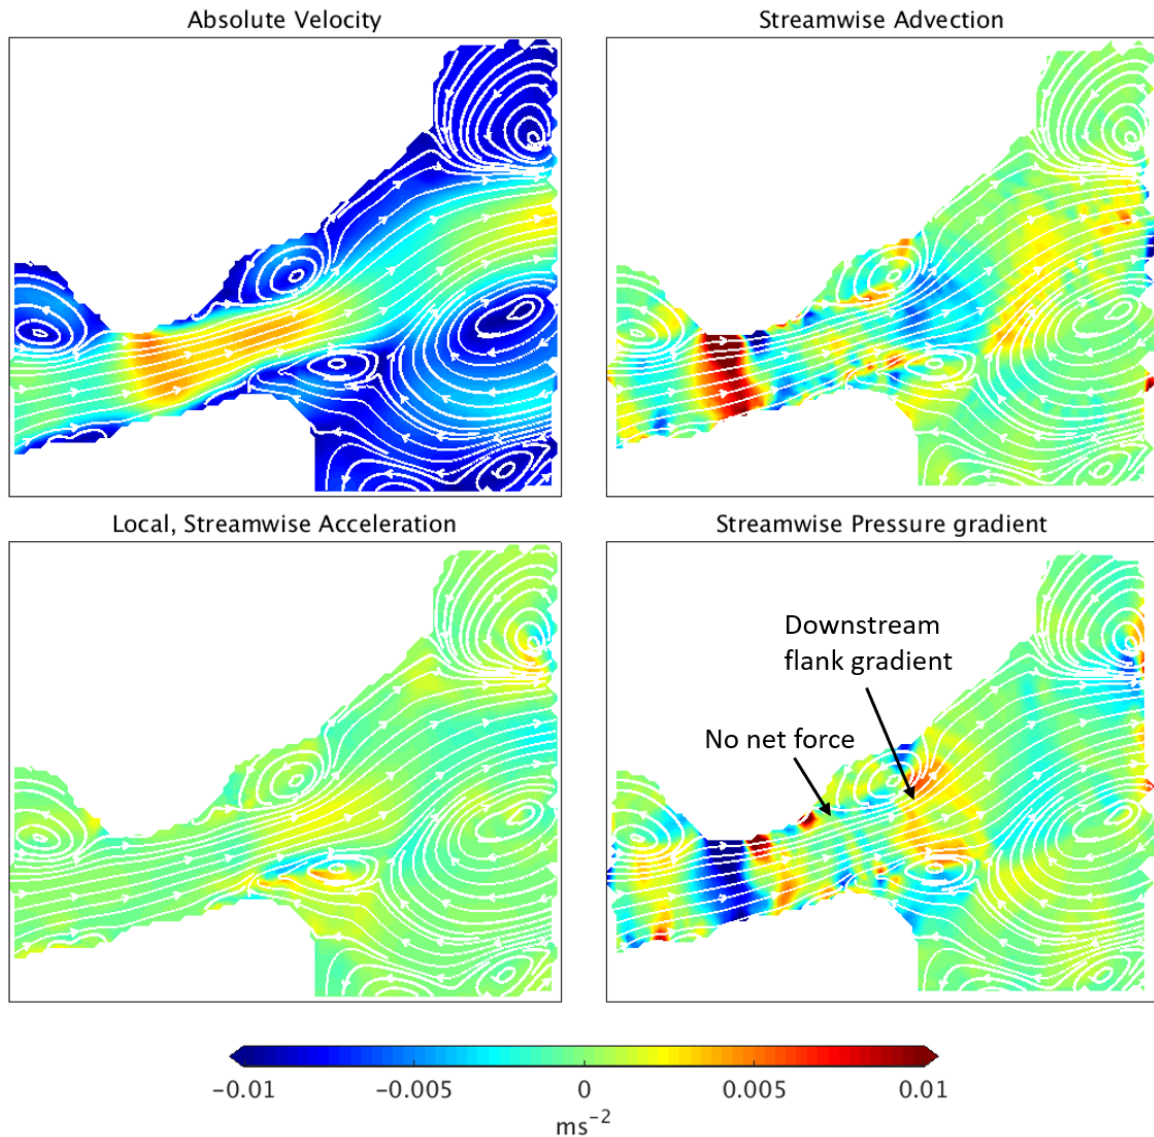 Absolute Velocity
Streamwise Advection
Local, Streamwise Acceleration
Streamwise Pressure gradient
Downstream
flank gradient
No net force
−0.01 −0.005 0 0.005 0.01
ms⁻²